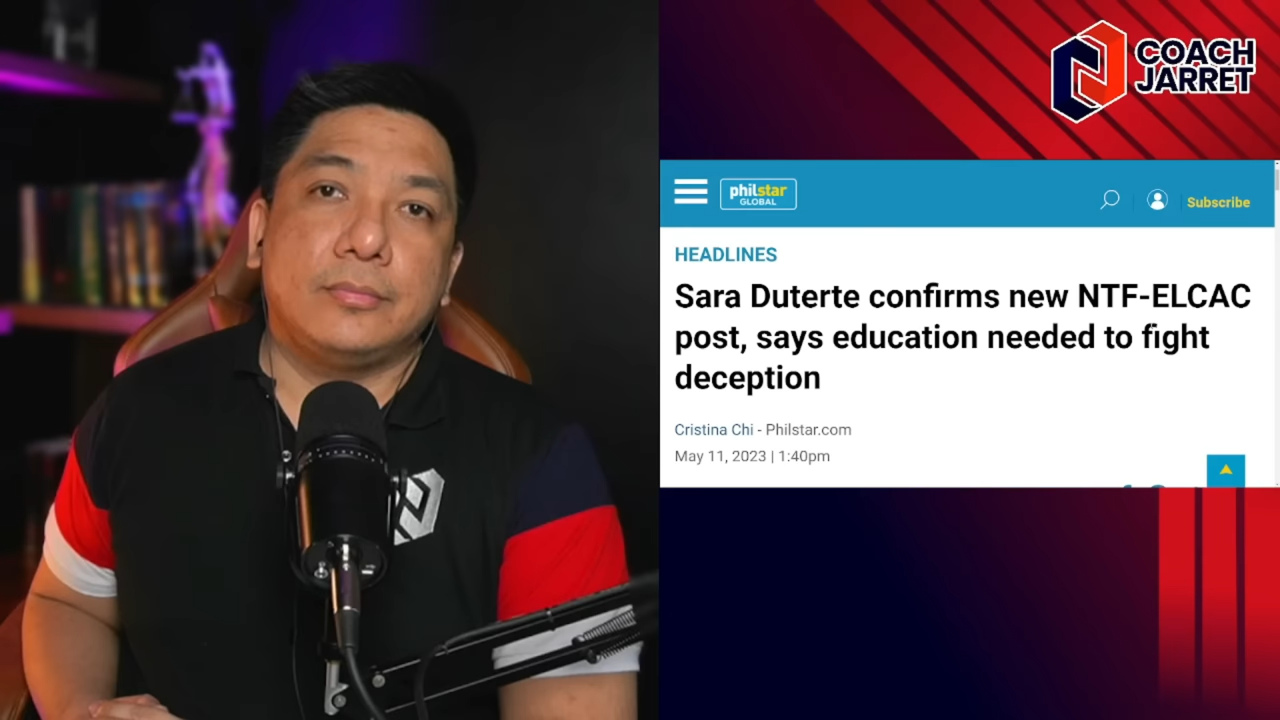 COACH
JARRET
philstar
GLOBAL
Subscribe
HEADLINES
Sara Duterte confirms new NTF-ELCAC
post, says education needed to fight
deception
Cristina Chi - Philstar.com
May 11, 2023 | 1:40pm